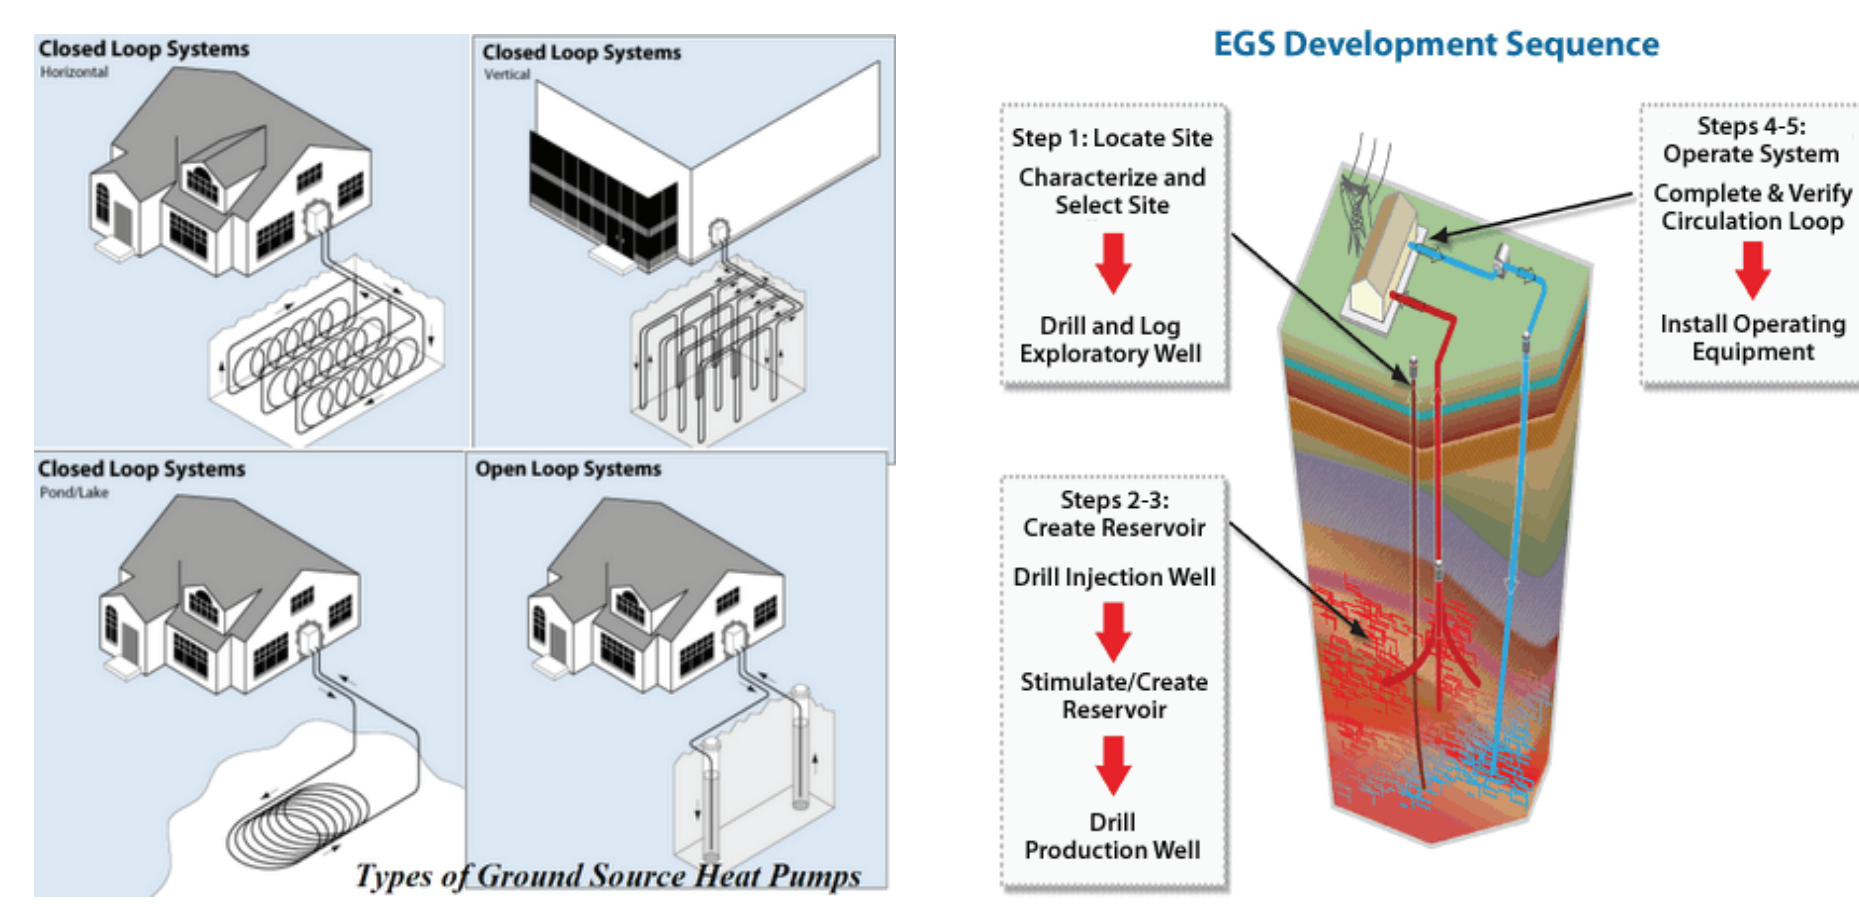 Closed Loop Systems
Horizontal
Closed Loop Systems
Vertical
Closed Loop Systems
Pond/Lake
Open Loop Systems
Types of Ground Source Heat Pumps
EGS Development Sequence
Step 1: Locate Site
Characterize and
Select Site
Drill and Log
Exploratory Well
Steps 2-3:
Create Reservoir
Drill Injection Well
Stimulate/Create
Reservoir
Drill
Production Well
Steps 4-5:
Operate System
Complete & Verify
Circulation Loop
Install Operating
Equipment